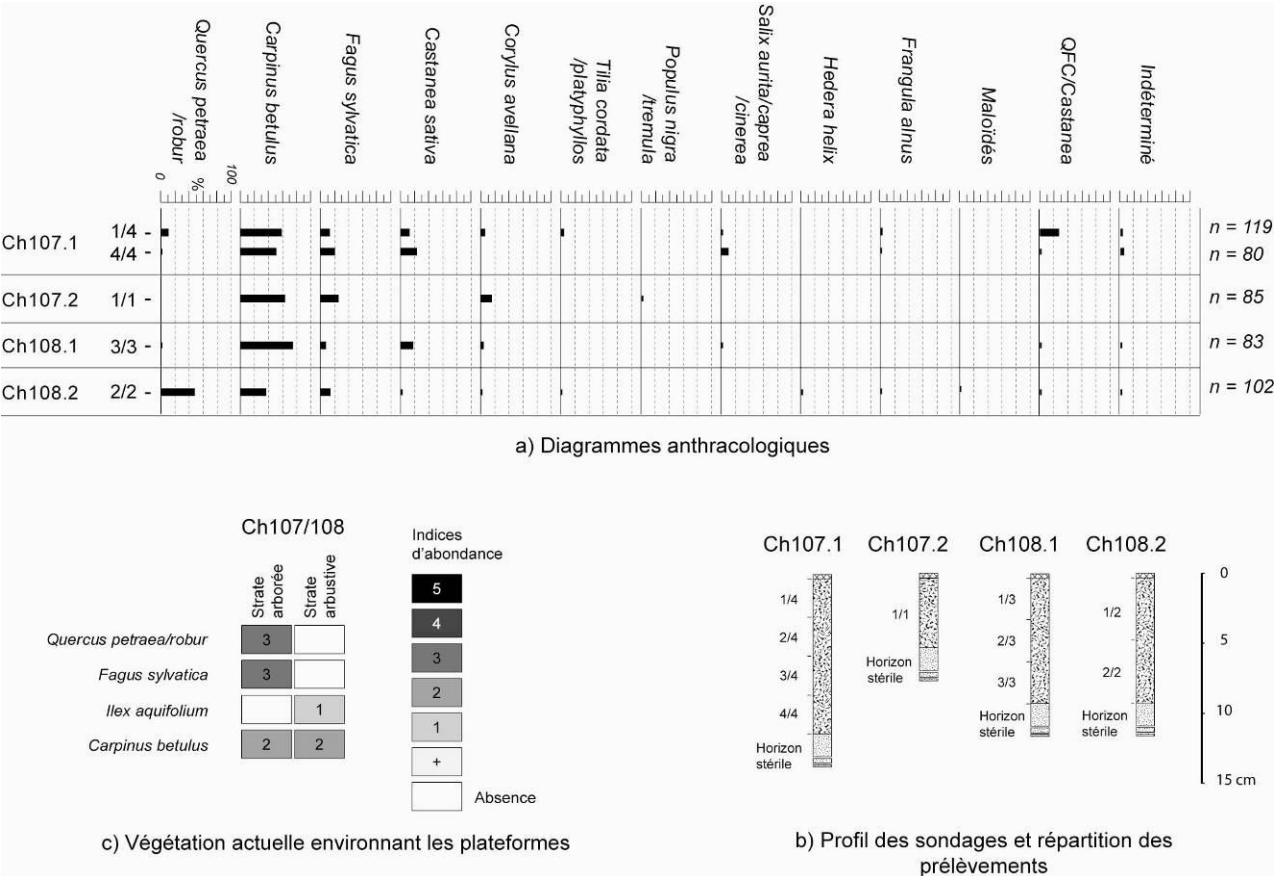 Quercus petraea
/robur
Carpinus betulus
Fagus sylvatica
Castanea sativa
Corylus avellana
Tilia cordata
/platyphyllos
Populus nigra
/tremula
Salix aurita/caprea
/cinerea
Hedera helix
Frangula alnus
Maloïdés
QFC/Castanea
Indéterminé
0 % 100
Ch107.1 1/4 - n = 119
4/4 - n = 80
Ch107.2 1/1 - n = 85
Ch108.1 3/3 - n = 83
Ch108.2 2/2 - n = 102
a) Diagrammes anthracologiques
Ch107/108
Strate
arborée
Strate
arbustive
Quercus petraea/robur 3
Fagus sylvatica 3
Ilex aquifolium 1
Carpinus betulus 2 2
Indices
d'abondance
5
4
3
2
1
+
Absence
c) Végétation actuelle environnant les plateformes
Ch107.1 Ch107.2 Ch108.1 Ch108.2
1/4
2/4
3/4
4/4
Horizon
stérile
1/1
Horizon
stérile
1/3
2/3
3/3
Horizon
stérile
1/2
2/2
Horizon
stérile
0
5
10
15 cm
b) Profil des sondages et répartition des
prélèvements